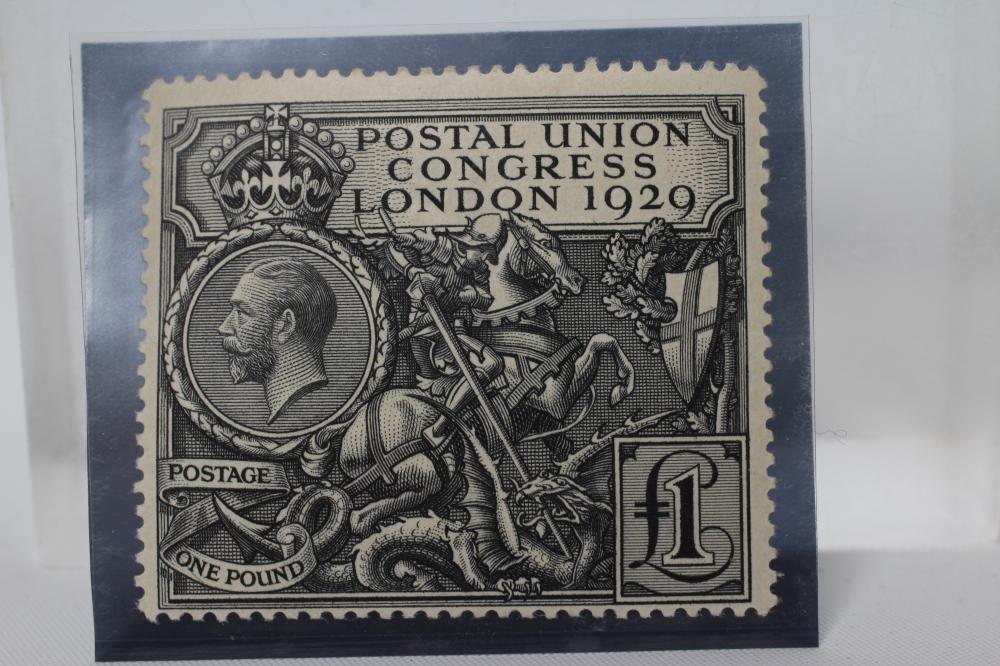 POSTAL UNION
CONGRESS
LONDON 1929
POSTAGE
ONE POUND
£1